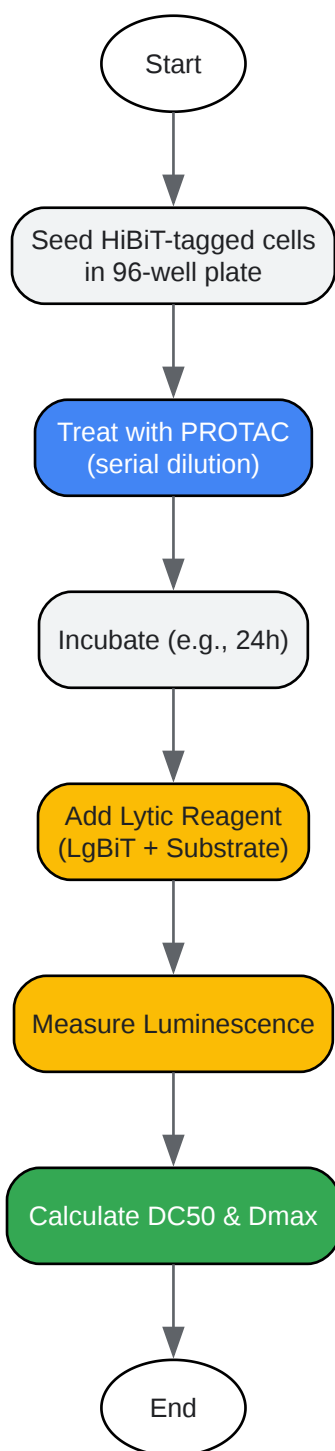 Start
Seed HiBiT-tagged cells
in 96-well plate
Treat with PROTAC
(serial dilution)
Incubate (e.g., 24h)
Add Lytic Reagent
(LgBiT + Substrate)
Measure Luminescence
Calculate DC50 & Dmax
End